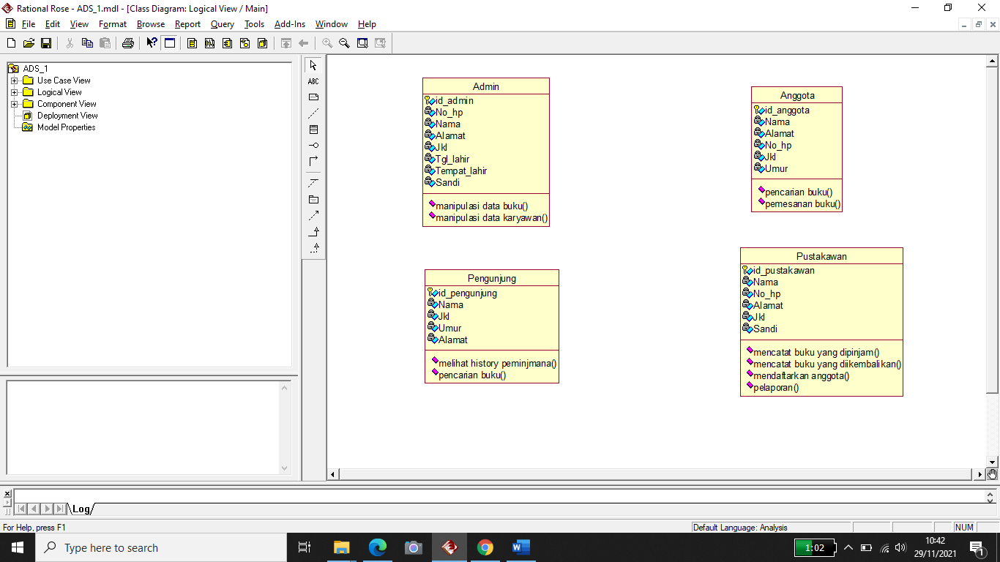 Rational Rose - ADS_1.mdl - [Class Diagram: Logical View / Main]
File Edit View Format Browse Report Query Tools Add-Ins Window Help
ADS_1
Use Case View
Logical View
Component View
Deployment View
Model Properties
ABC
Admin
id_admin
No_hp
Nama
Alamat
Jkl
Tgl_lahir
Tempat_lahir
Sandi
manipulasi data buku()
manipulasi data karyawan()
Anggota
id_anggota
Nama
Alamat
No_hp
Jkl
Umur
pencarian buku()
pemesanan buku()
Pengunjung
id_pengunjung
Nama
Jkl
Umur
Alamat
melihat history peminjmana()
pencarian buku()
Pustakawan
id_pustakawan
Nama
No_hp
Alamat
Jkl
Sandi
mencatat buku yang dipinjam()
mencatat buku yang diikembalikan()
mendaftarkan anggota()
pelaporan()
Log
For Help, press F1
Default Language: Analysis
NUM
Type here to search
1:02
10:42
29/11/2021
1